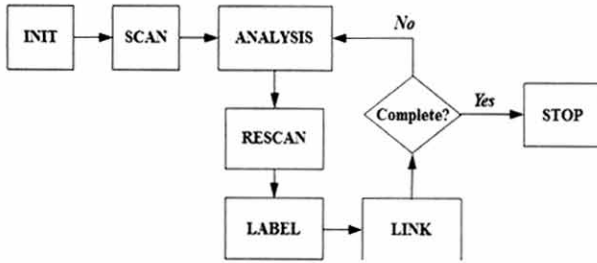 No
INIT
SCAN
ANALYSIS
Complete?
Yes
STOP
RESCAN
LABEL
LINK